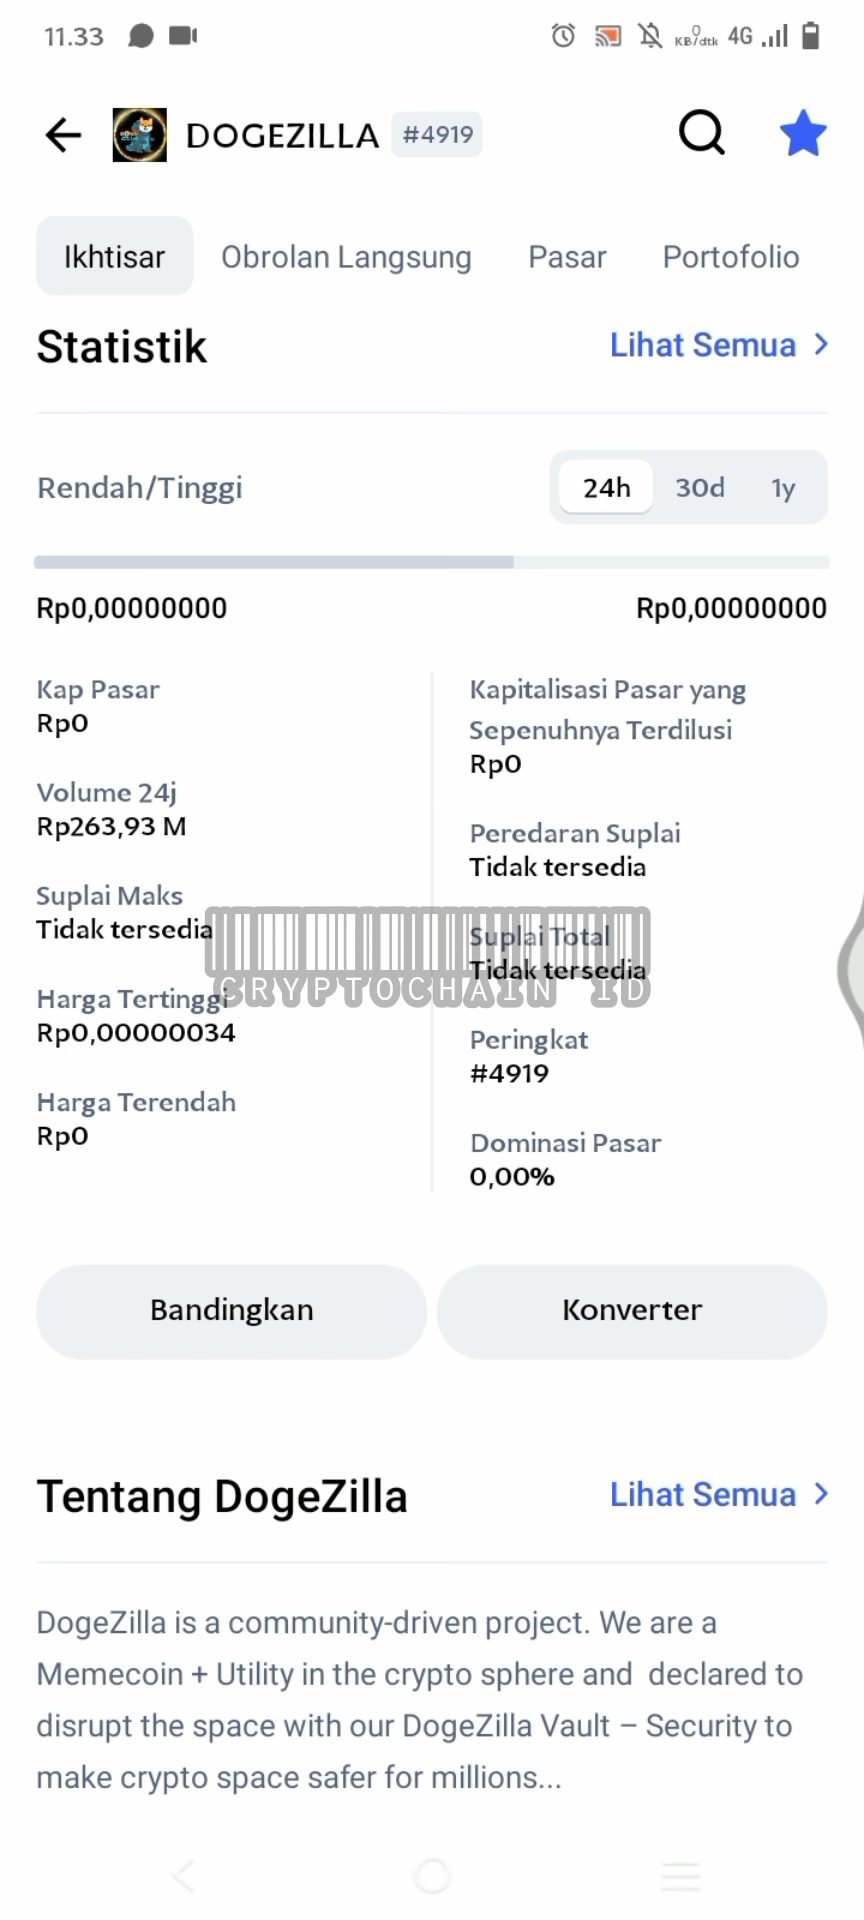 11.33
0
KB/dtk
4G
DOGEZILLA #4919
Ikhtisar Obrolan Langsung Pasar Portofolio
Statistik Lihat Semua >
Rendah/Tinggi 24h 30d 1y
Rp0,00000000 Rp0,00000000
Kap Pasar
Rp0
Volume 24j
Rp263,93 M
Suplai Maks
Tidak tersedia
Harga Tertinggi
Rp0,00000034
Harga Terendah
Rp0
Kapitalisasi Pasar yang
Sepenuhnya Terdilusi
Rp0
Peredaran Suplai
Tidak tersedia
Suplai Total
Tidak tersedia
Peringkat
#4919
Dominasi Pasar
0,00%
CRYPTOCHAIN ID
Bandingkan Konverter
Tentang DogeZilla Lihat Semua >
DogeZilla is a community-driven project. We are a
Memecoin + Utility in the crypto sphere and  declared to
disrupt the space with our DogeZilla Vault – Security to
make crypto space safer for millions...